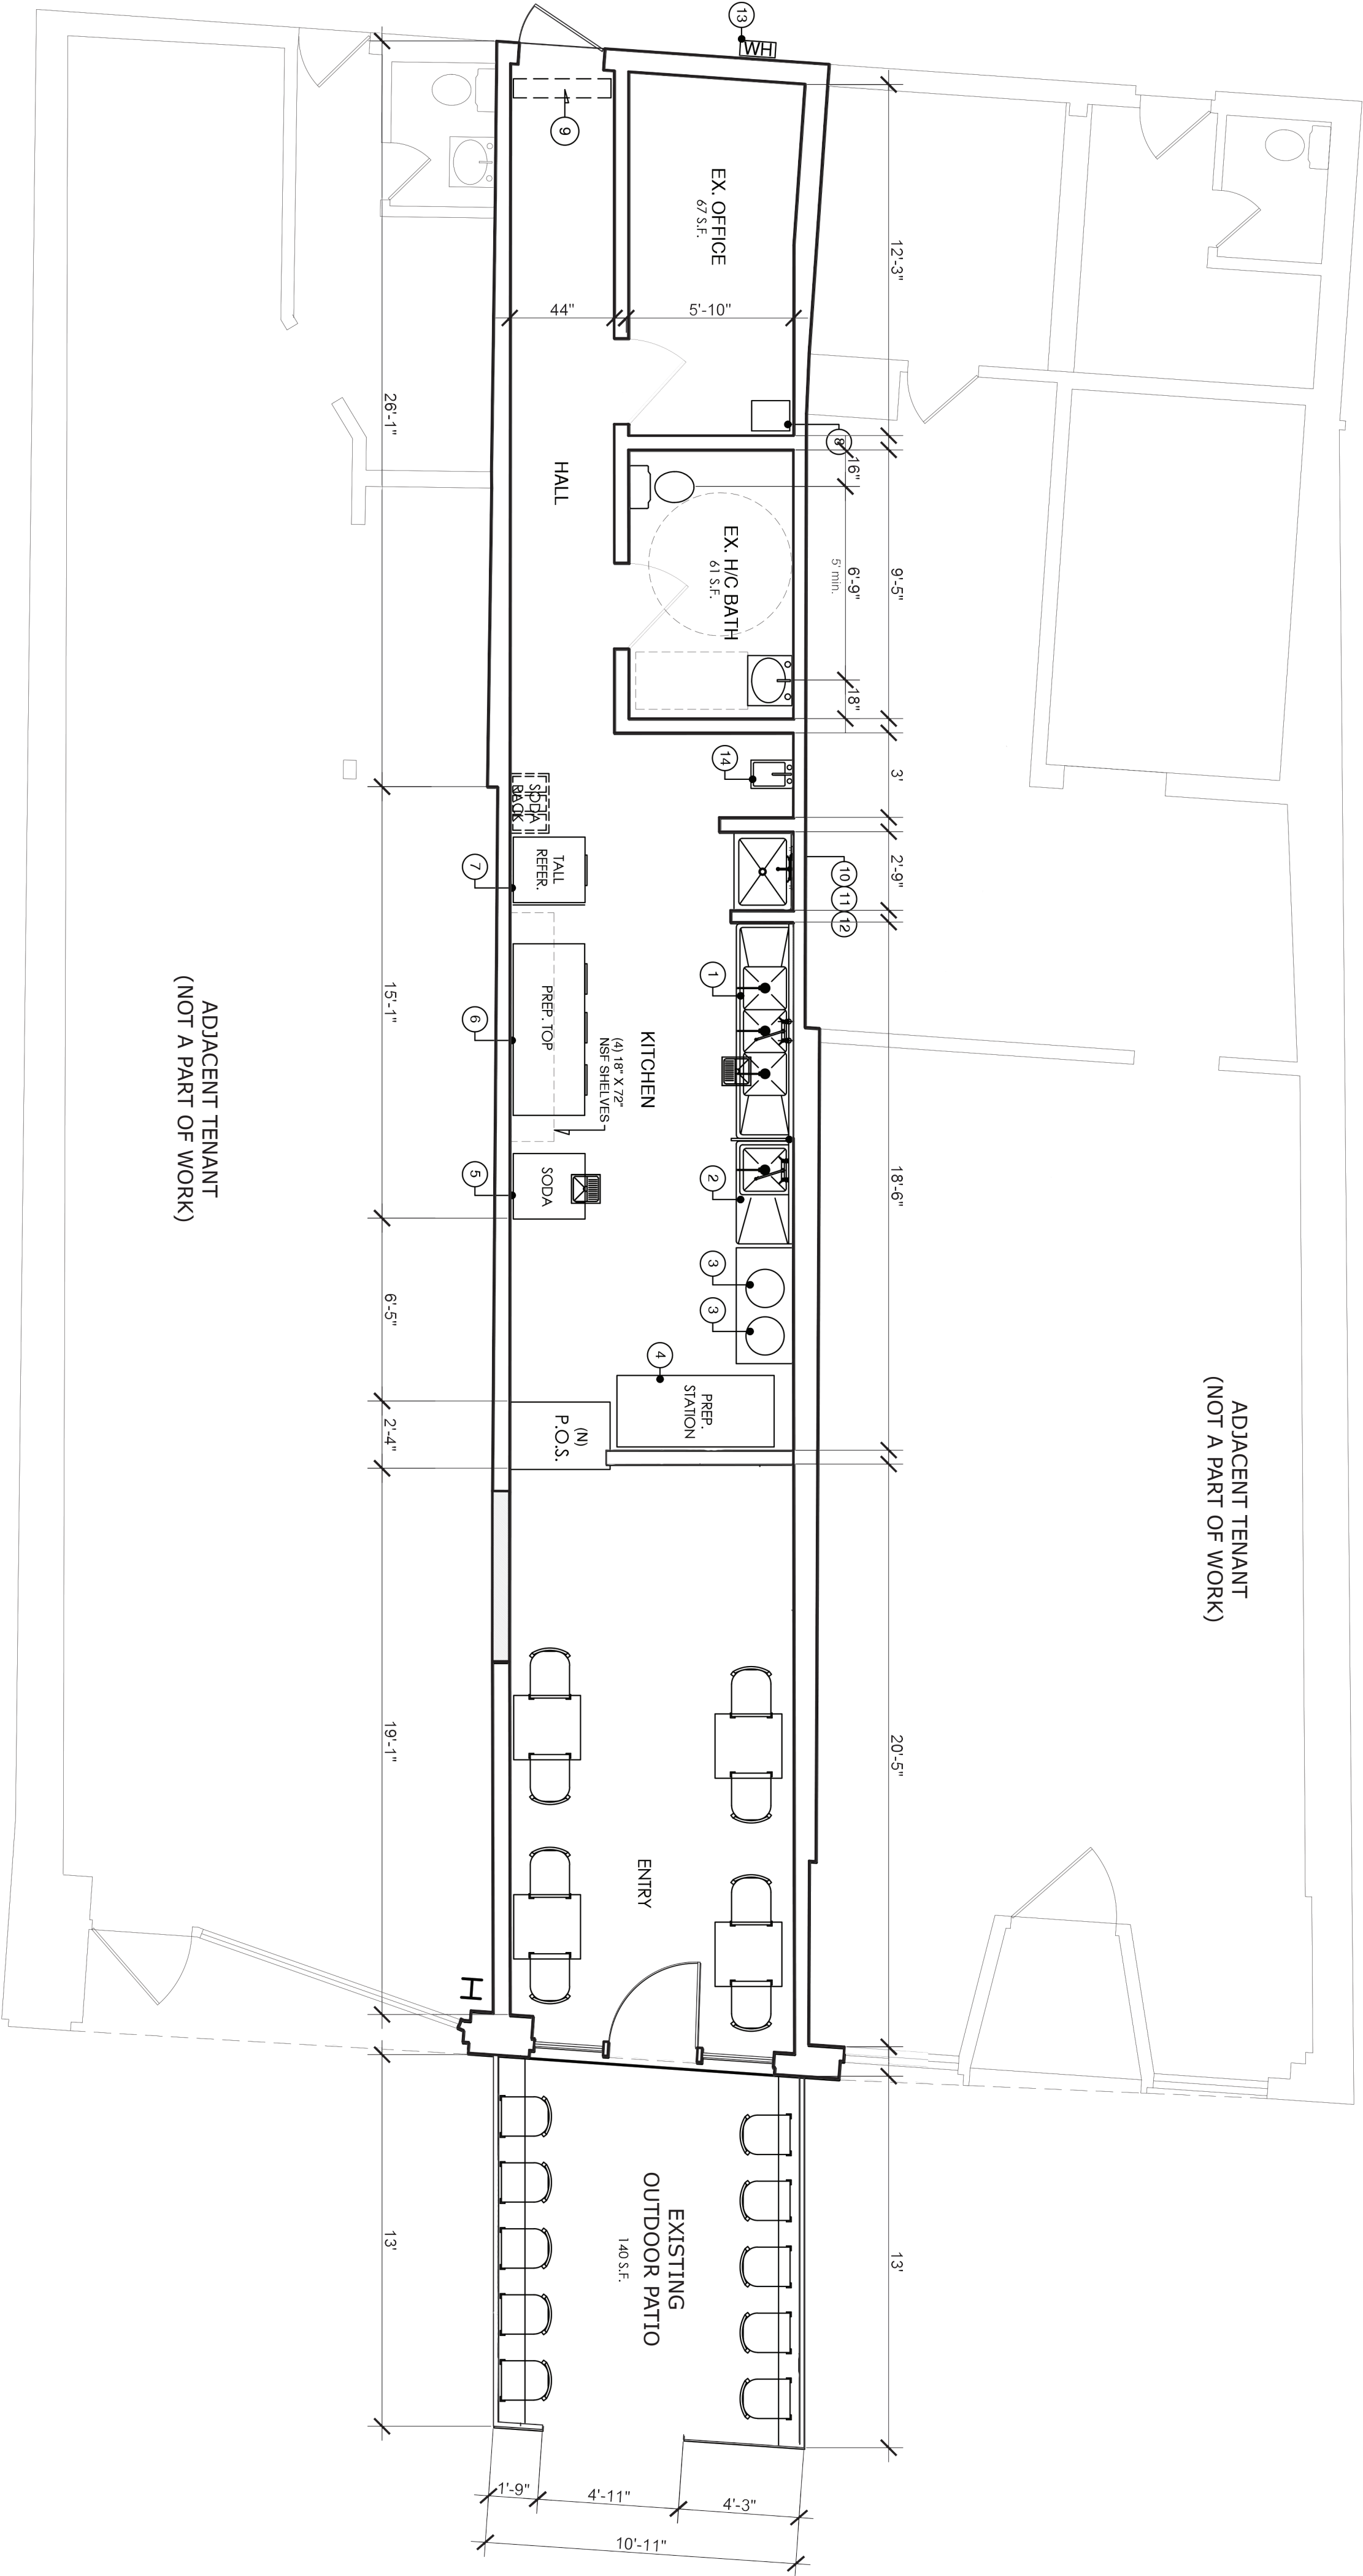 13
WH
9
EX. OFFICE
67 S.F.
12'-3"
44"
5'-10"
26'-1"
8
16"
HALL
EX. H/C BATH
61 S.F.
5' min.
6'-9"
9'-5"
18"
14
3'
SODA
RACK
7
TALL
REFER.
10
11
12
2'-9"
1
15'-1"
6
PREP. TOP
KITCHEN
(4) 18" X 72"
NSF SHELVES
5
SODA
2
18'-6"
3
3
6'-5"
4
PREP.
STATION
2'-4"
(N)
P.O.S.
ADJACENT TENANT
(NOT A PART OF WORK)
ADJACENT TENANT
(NOT A PART OF WORK)
19'-1"
20'-5"
ENTRY
H
EXISTING
OUTDOOR PATIO
140 S.F.
13'
13'
1'-9"
4'-11"
4'-3"
10'-11"